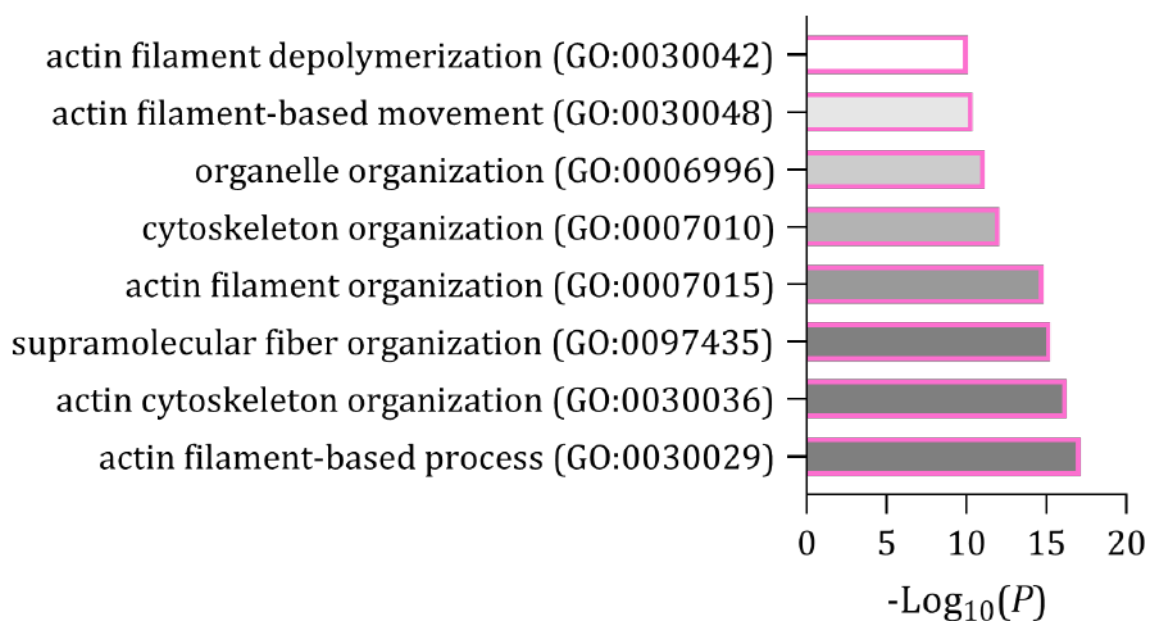 actin filament depolymerization (GO:0030042)
actin filament-based movement (GO:0030048)
organelle organization (GO:0006996)
cytoskeleton organization (GO:0007010)
actin filament organization (GO:0007015)
supramolecular fiber organization (GO:0097435)
actin cytoskeleton organization (GO:0030036)
actin filament-based process (GO:0030029)
0 5 10 15 20
-Log₁₀(P)